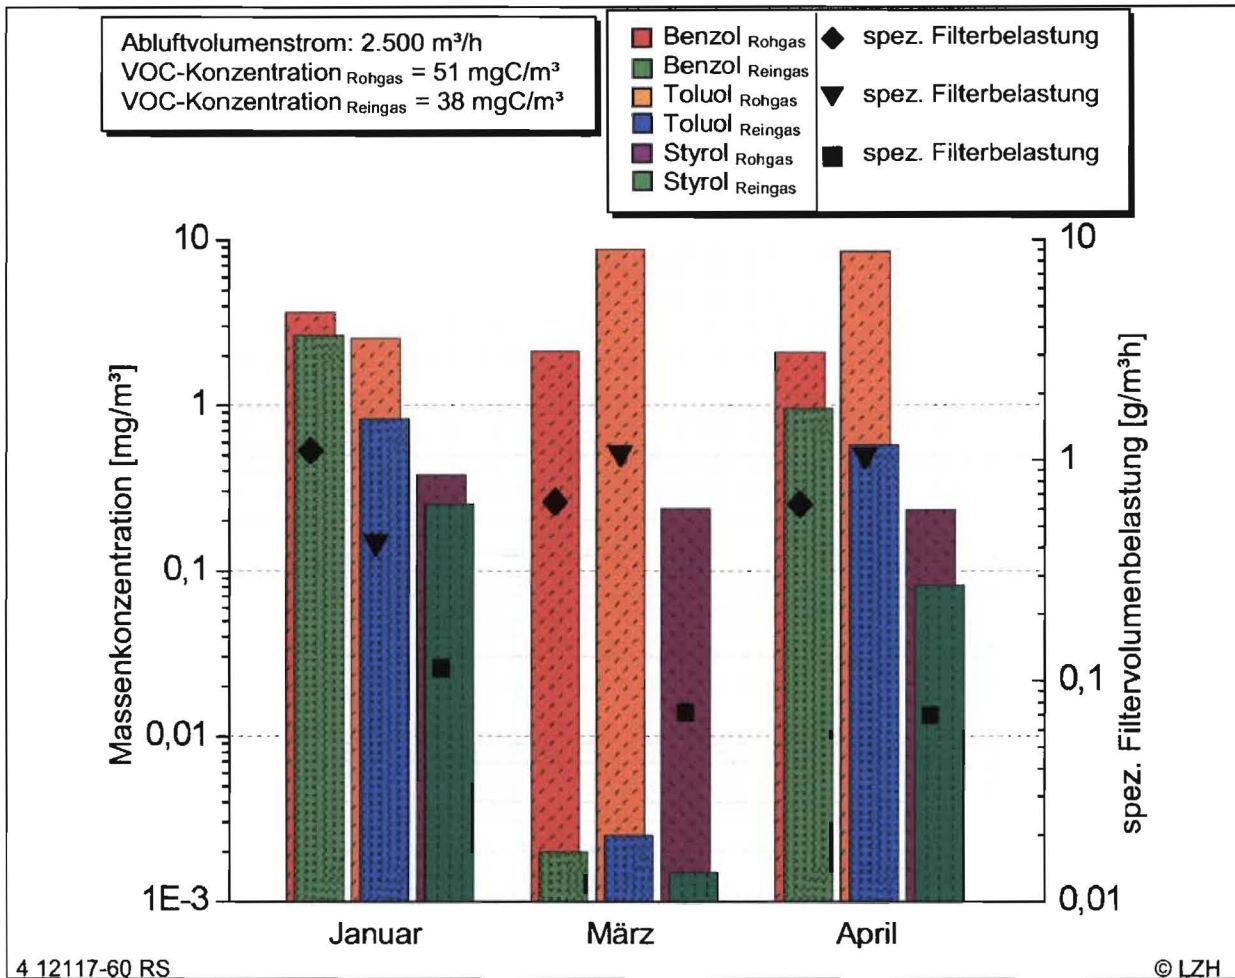 Abluftvolumenstrom: 2.500 m³/h
VOC-Konzentration Rohgas = 51 mgC/m³
VOC-Konzentration Reingas = 38 mgC/m³
Benzol Rohgas
Benzol Reingas
Toluol Rohgas
Toluol Reingas
Styrol Rohgas
Styrol Reingas
spez. Filterbelastung
spez. Filterbelastung
spez. Filterbelastung
Massenkonzentration [mg/m³]
10
1
0,1
0,01
1E-3
Januar
März
April
10
1
0,1
0,01
spez. Filtervolumenbelastung [g/m³h]
4 12117-60 RS
© LZH